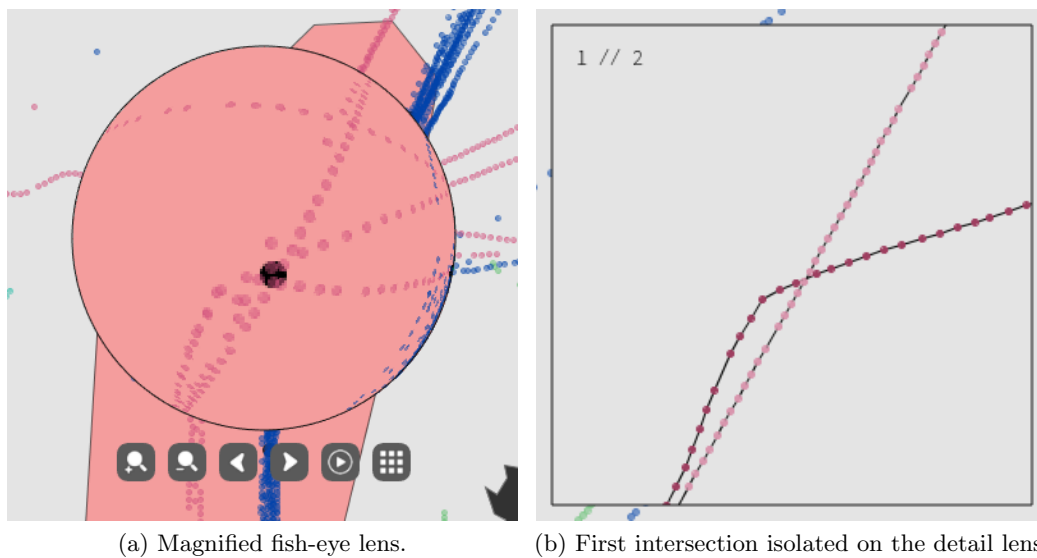 1 // 2
(a) Magnified fish-eye lens.
(b) First intersection isolated on the detail lens